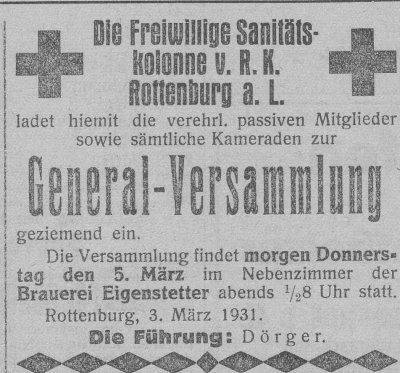 Die Freiwillige Sanitäts-
kolonne v. R. K.
Rottenburg a. L.
ladet hiemit die verehrl. passiven Mitglieder
sowie sämtliche Kameraden zur
General-Versammlung
geziemend ein.
Die Versammlung findet morgen Donners-
tag den 5. März im Nebenzimmer der
Brauerei Eigenstetter abends ½8 Uhr statt.
Rottenburg, 3. März 1931.
Die Führung: Dörger.